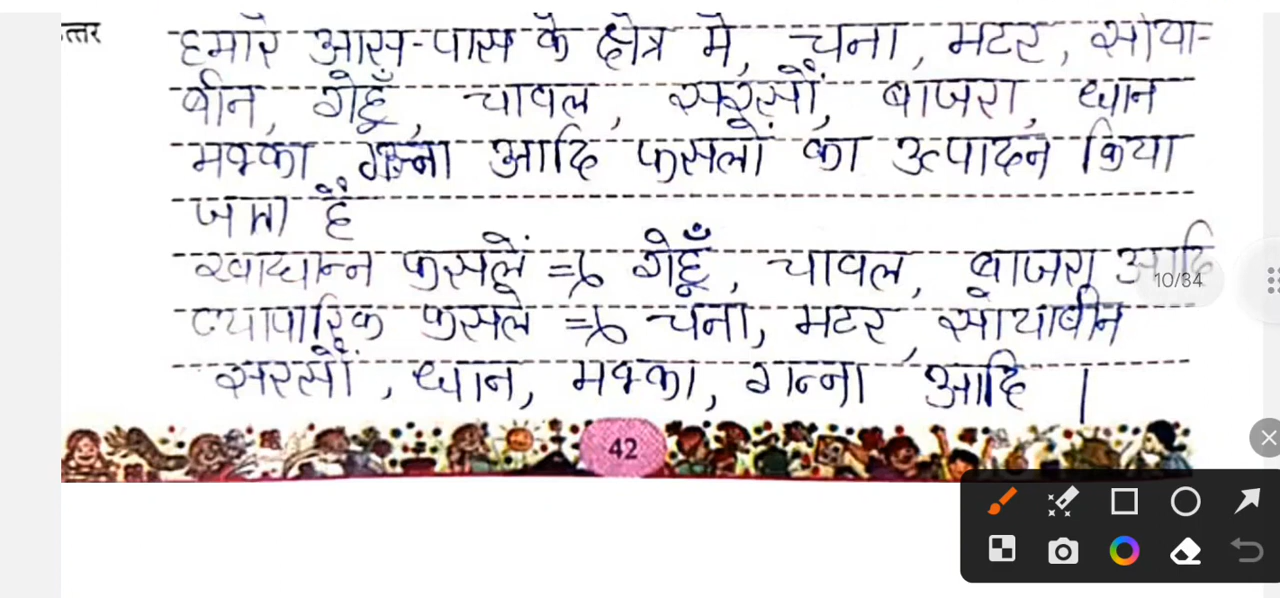 त्तर हमारे आस-पास के क्षेत्र में, चना, मटर, सोया-
बीन, गेहूँ, चावल, सरसों, बाजरा, धान
मक्का, गन्ना आदि फसलों का उत्पादन किया
जाता है
खाद्यान्न फसलें => गेहूँ, चावल, बाजरा आदि
10/34
व्यापारिक फसले => चना, मटर, सोयाबीन
सरसों, धान, मक्का, गन्ना आदि |
42